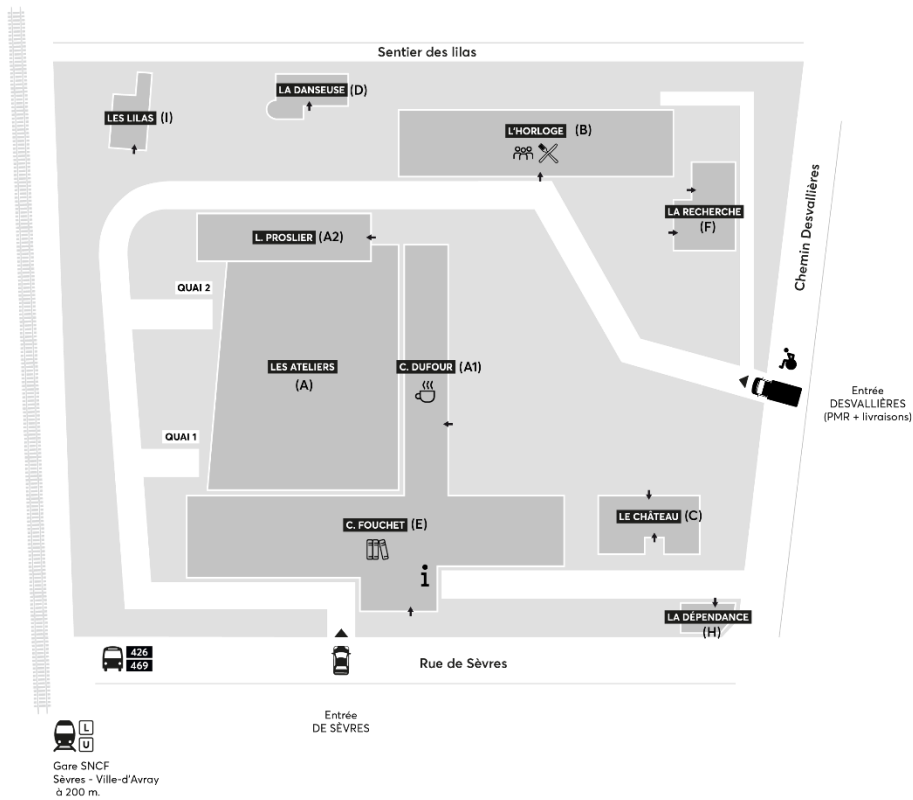 Sentier des lilas
LA DANSEUSE (D)
LES LILAS (I)
L'HORLOGE (B)
Chemin Desvallières
LA RECHERCHE
(F)
L. PROSLIER (A2)
QUAI 2
LES ATELIERS
(A)
C. DUFOUR (A1)
Entrée
DESVALLIÈRES
(PMR + livraisons)
QUAI 1
C. FOUCHET (E)
LE CHÂTEAU (C)
i
LA DÉPENDANCE
(H)
426
469
Rue de Sèvres
Entrée
DE SÈVRES
L
U
Gare SNCF
Sèvres - Ville-d'Avray
à 200 m.